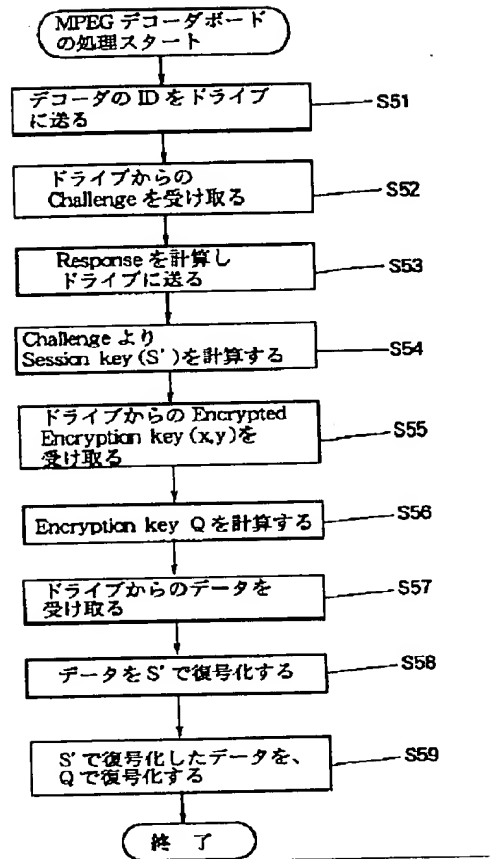 MPEG デコーダボード
の処理スタート
デコーダの ID をドライブ
に送る
S51
ドライブからの
Challenge を受け取る
S52
Response を計算し
ドライブに送る
S53
Challenge より
Session key (S') を計算する
S54
ドライブからの Encrypted
Encryption key (x,y) を
受け取る
S55
Encryption key Q を計算する
S56
ドライブからのデータを
受け取る
S57
データを S' で復号化する
S58
S' で復号化したデータを、
Q で復号化する
S59
終 了